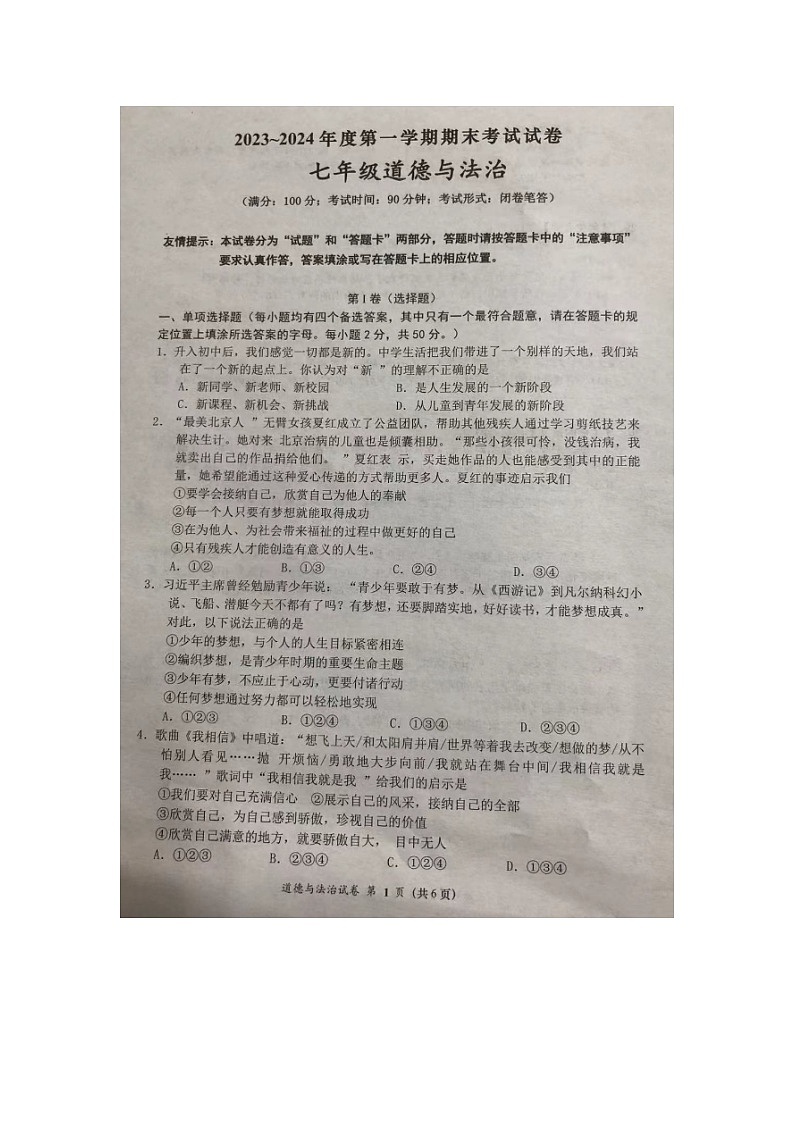 2023~2024 年度第一学期期末考试试卷
七年级道德与法治
（满分：100 分；考试时间：90 分钟；考试形式：闭卷笔答）
友情提示：本试卷分为“试题”和“答题卡”两部分，答题时请按答题卡中的“注意事项”
要求认真作答，答案填涂或写在答题卡上的相应位置。
第 I 卷（选择题）
一、单项选择题（每小题均有四个备选答案，其中只有一个最符合题意，请在答题卡的规
定位置上填涂所选答案的字母。每小题 2 分，共 50 分。）
1. 升入初中后，我们感觉一切都是新的。中学生活把我们带进了一个别样的天地，我们站
在了一个新的起点上。你认为对“新 ”的理解不正确的是
A. 新同学、新老师、新校园 B. 是人生发展的一个新阶段
C. 新课程、新机会、新挑战 D. 从儿童到青年发展的新阶段
2. “最美北京人 ”无臂女孩夏红成立了公益团队，帮助其他残疾人通过学习剪纸技艺来
解决生计。她对来 北京治病的儿童也是倾囊相助。“那些小孩很可怜，没钱治病，我
就卖出自己的作品捐给他们。 ”夏红表 示，买走她作品的人也能感受到其中的正能
量，她希望能通过这种爱心传递的方式帮助更多人。夏红的事迹启示我们
①要学会接纳自己，欣赏自己为他人的奉献
②每一个人只要有梦想就能取得成功
③在为他人、为社会带来福祉的过程中做更好的自己
④只有残疾人才能创造有意义的人生。
A. ①② B. ①③ C. ②④ D. ③④
3. 习近平主席曾经勉励青少年说： “青少年要敢于有梦。从《西游记》到凡尔纳科幻小
说、飞船、潜艇今天不都有了吗？有梦想，还要脚踏实地，好好读书，才能梦想成真。”
对此，以下说法正确的是
①少年的梦想，与个人的人生目标紧密相连
②编织梦想，是青少年时期的重要生命主题
③少年有梦，不应止于心动，更要付诸行动
④任何梦想通过努力都可以轻松地实现
A. ①②③ B. ①②④ C. ①③④ D. ②③④
4. 歌曲《我相信》中唱道：“想飞上天/和太阳肩并肩/世界等着我去改变/想做的梦/从不
怕别人看见……抛 开烦恼/勇敢地大步向前/我就站在舞台中间/我相信我就是
我…… ”歌词中“我相信我就是我 ”给我们的启示是
①我们要对自己充满信心 ②展示自己的风采，接纳自己的全部
③欣赏自己，为自己感到骄傲，珍视自己的价值
④欣赏自己满意的地方，就要骄傲自大， 目中无人
A. ①②③ B. ②③④ C. ①②④ D. ①③④
道德与法治试卷 第 1 页（共 6 页）